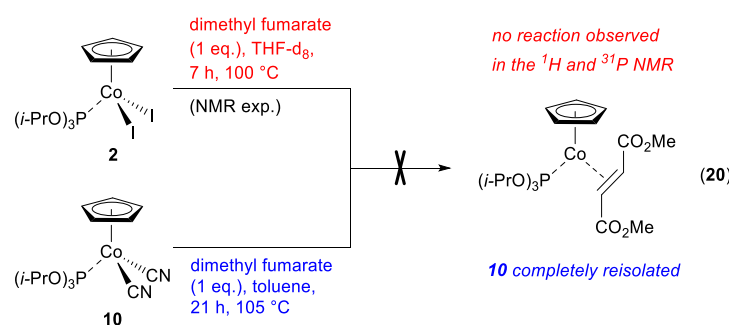 dimethyl fumarate
(1 eq.), THF-d8,
7 h, 100 °C
(NMR exp.)
Co
(i-PrO)3P
I
I
2
no reaction observed
in the 1H and 31P NMR
Co
CO2Me
(i-PrO)3P
CO2Me
(20)
Co
(i-PrO)3P
CN
CN
10
dimethyl fumarate
(1 eq.), toluene,
21 h, 105 °C
10 completely reisolated